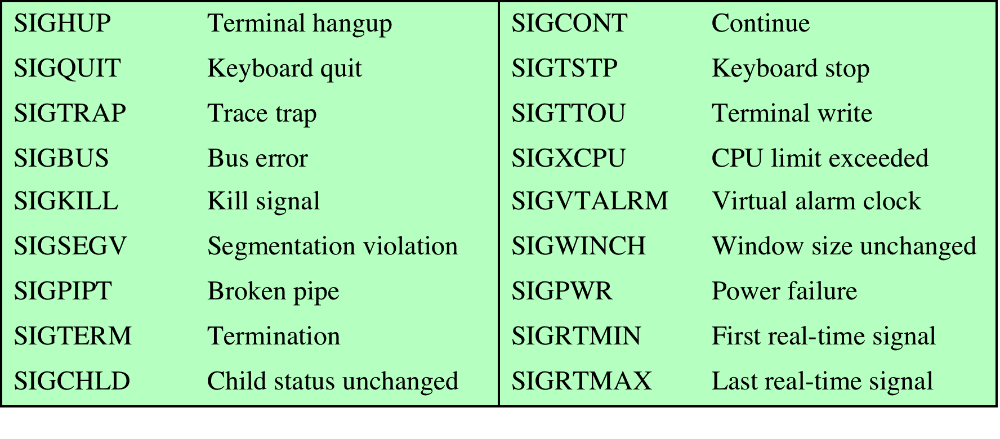 SIGHUP Terminal hangup SIGCONT Continue
SIGQUIT Keyboard quit SIGTSTP Keyboard stop
SIGTRAP Trace trap SIGTTOU Terminal write
SIGBUS Bus error SIGXCPU CPU limit exceeded
SIGKILL Kill signal SIGVTALRM Virtual alarm clock
SIGSEGV Segmentation violation SIGWINCH Window size unchanged
SIGPIPT Broken pipe SIGPWR Power failure
SIGTERM Termination SIGRTMIN First real-time signal
SIGCHLD Child status unchanged SIGRTMAX Last real-time signal